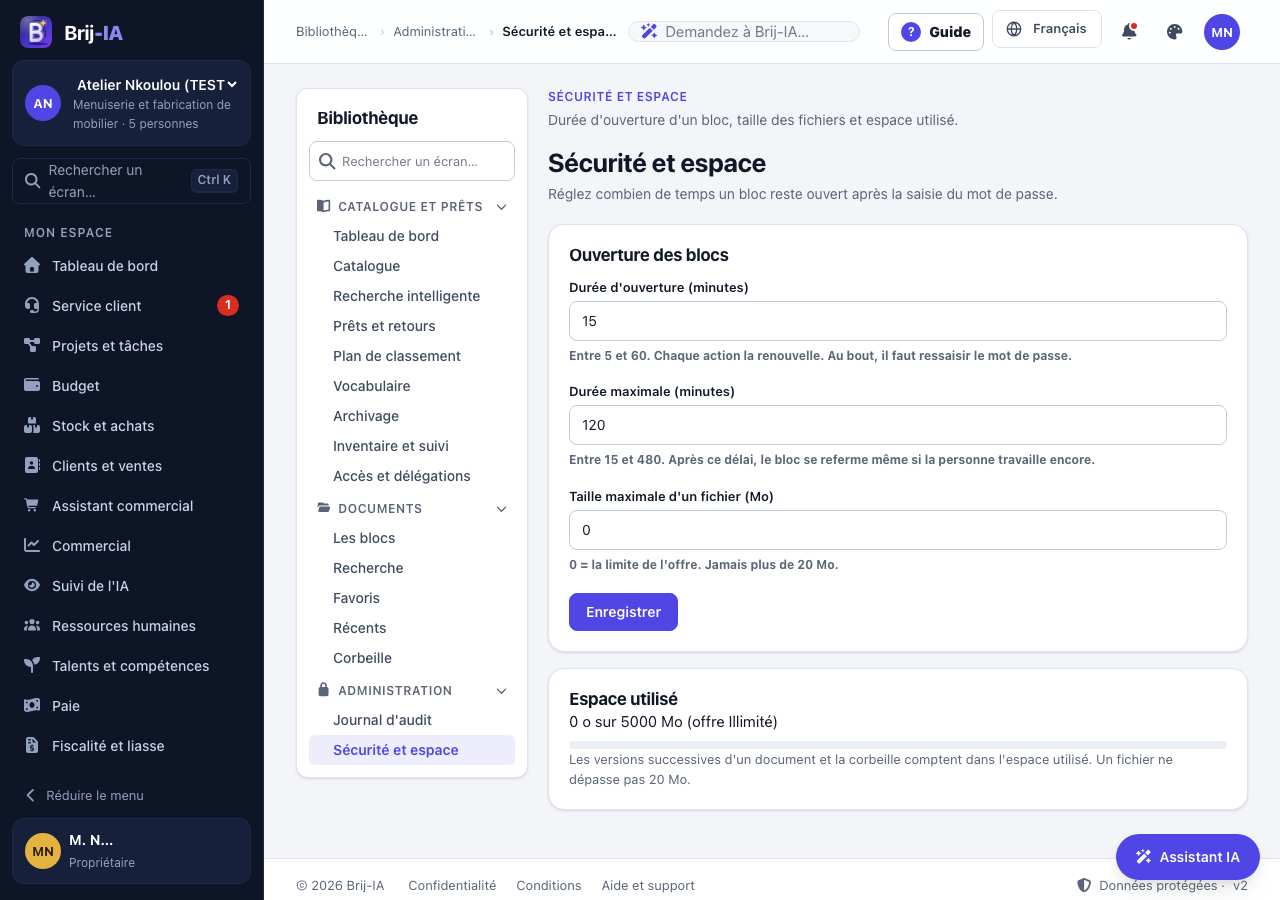 Brij-IA
AN
Atelier Nkoulou (TEST
Menuiserie et fabrication de
mobilier · 5 personnes
Rechercher un
écran...
Ctrl K
MON ESPACE
Tableau de bord
Service client
1
Projets et tâches
Budget
Stock et achats
Clients et ventes
Assistant commercial
Commercial
Suivi de l'IA
Ressources humaines
Talents et compétences
Paie
Fiscalité et liasse
Réduire le menu
MN
M. N...
Propriétaire
Bibliothèq... › Administrati... › Sécurité et espa...
Demandez à Brij-IA...
? Guide
Français
MN
Bibliothèque
Rechercher un écran...
CATALOGUE ET PRÊTS
Tableau de bord
Catalogue
Recherche intelligente
Prêts et retours
Plan de classement
Vocabulaire
Archivage
Inventaire et suivi
Accès et délégations
DOCUMENTS
Les blocs
Recherche
Favoris
Récents
Corbeille
ADMINISTRATION
Journal d'audit
Sécurité et espace
SÉCURITÉ ET ESPACE
Durée d'ouverture d'un bloc, taille des fichiers et espace utilisé.
Sécurité et espace
Réglez combien de temps un bloc reste ouvert après la saisie du mot de passe.
Ouverture des blocs
Durée d'ouverture (minutes)
15
Entre 5 et 60. Chaque action la renouvelle. Au bout, il faut ressaisir le mot de passe.
Durée maximale (minutes)
120
Entre 15 et 480. Après ce délai, le bloc se referme même si la personne travaille encore.
Taille maximale d'un fichier (Mo)
0
0 = la limite de l'offre. Jamais plus de 20 Mo.
Enregistrer
Espace utilisé
0 o sur 5000 Mo (offre Illimité)
Les versions successives d'un document et la corbeille comptent dans l'espace utilisé. Un fichier ne
dépasse pas 20 Mo.
Assistant IA
© 2026 Brij-IA
Confidentialité
Conditions
Aide et support
Données protégées · v2